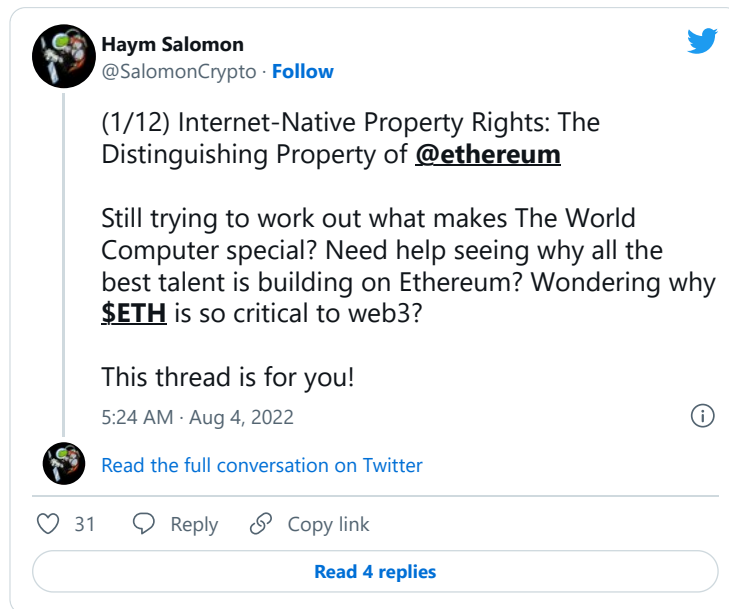 Haym Salomon
@SalomonCrypto · Follow
(1/12) Internet-Native Property Rights: The
Distinguishing Property of @ethereum
Still trying to work out what makes The World
Computer special? Need help seeing why all the
best talent is building on Ethereum? Wondering why
$ETH is so critical to web3?
This thread is for you!
5:24 AM · Aug 4, 2022
Read the full conversation on Twitter
31 Reply Copy link
Read 4 replies